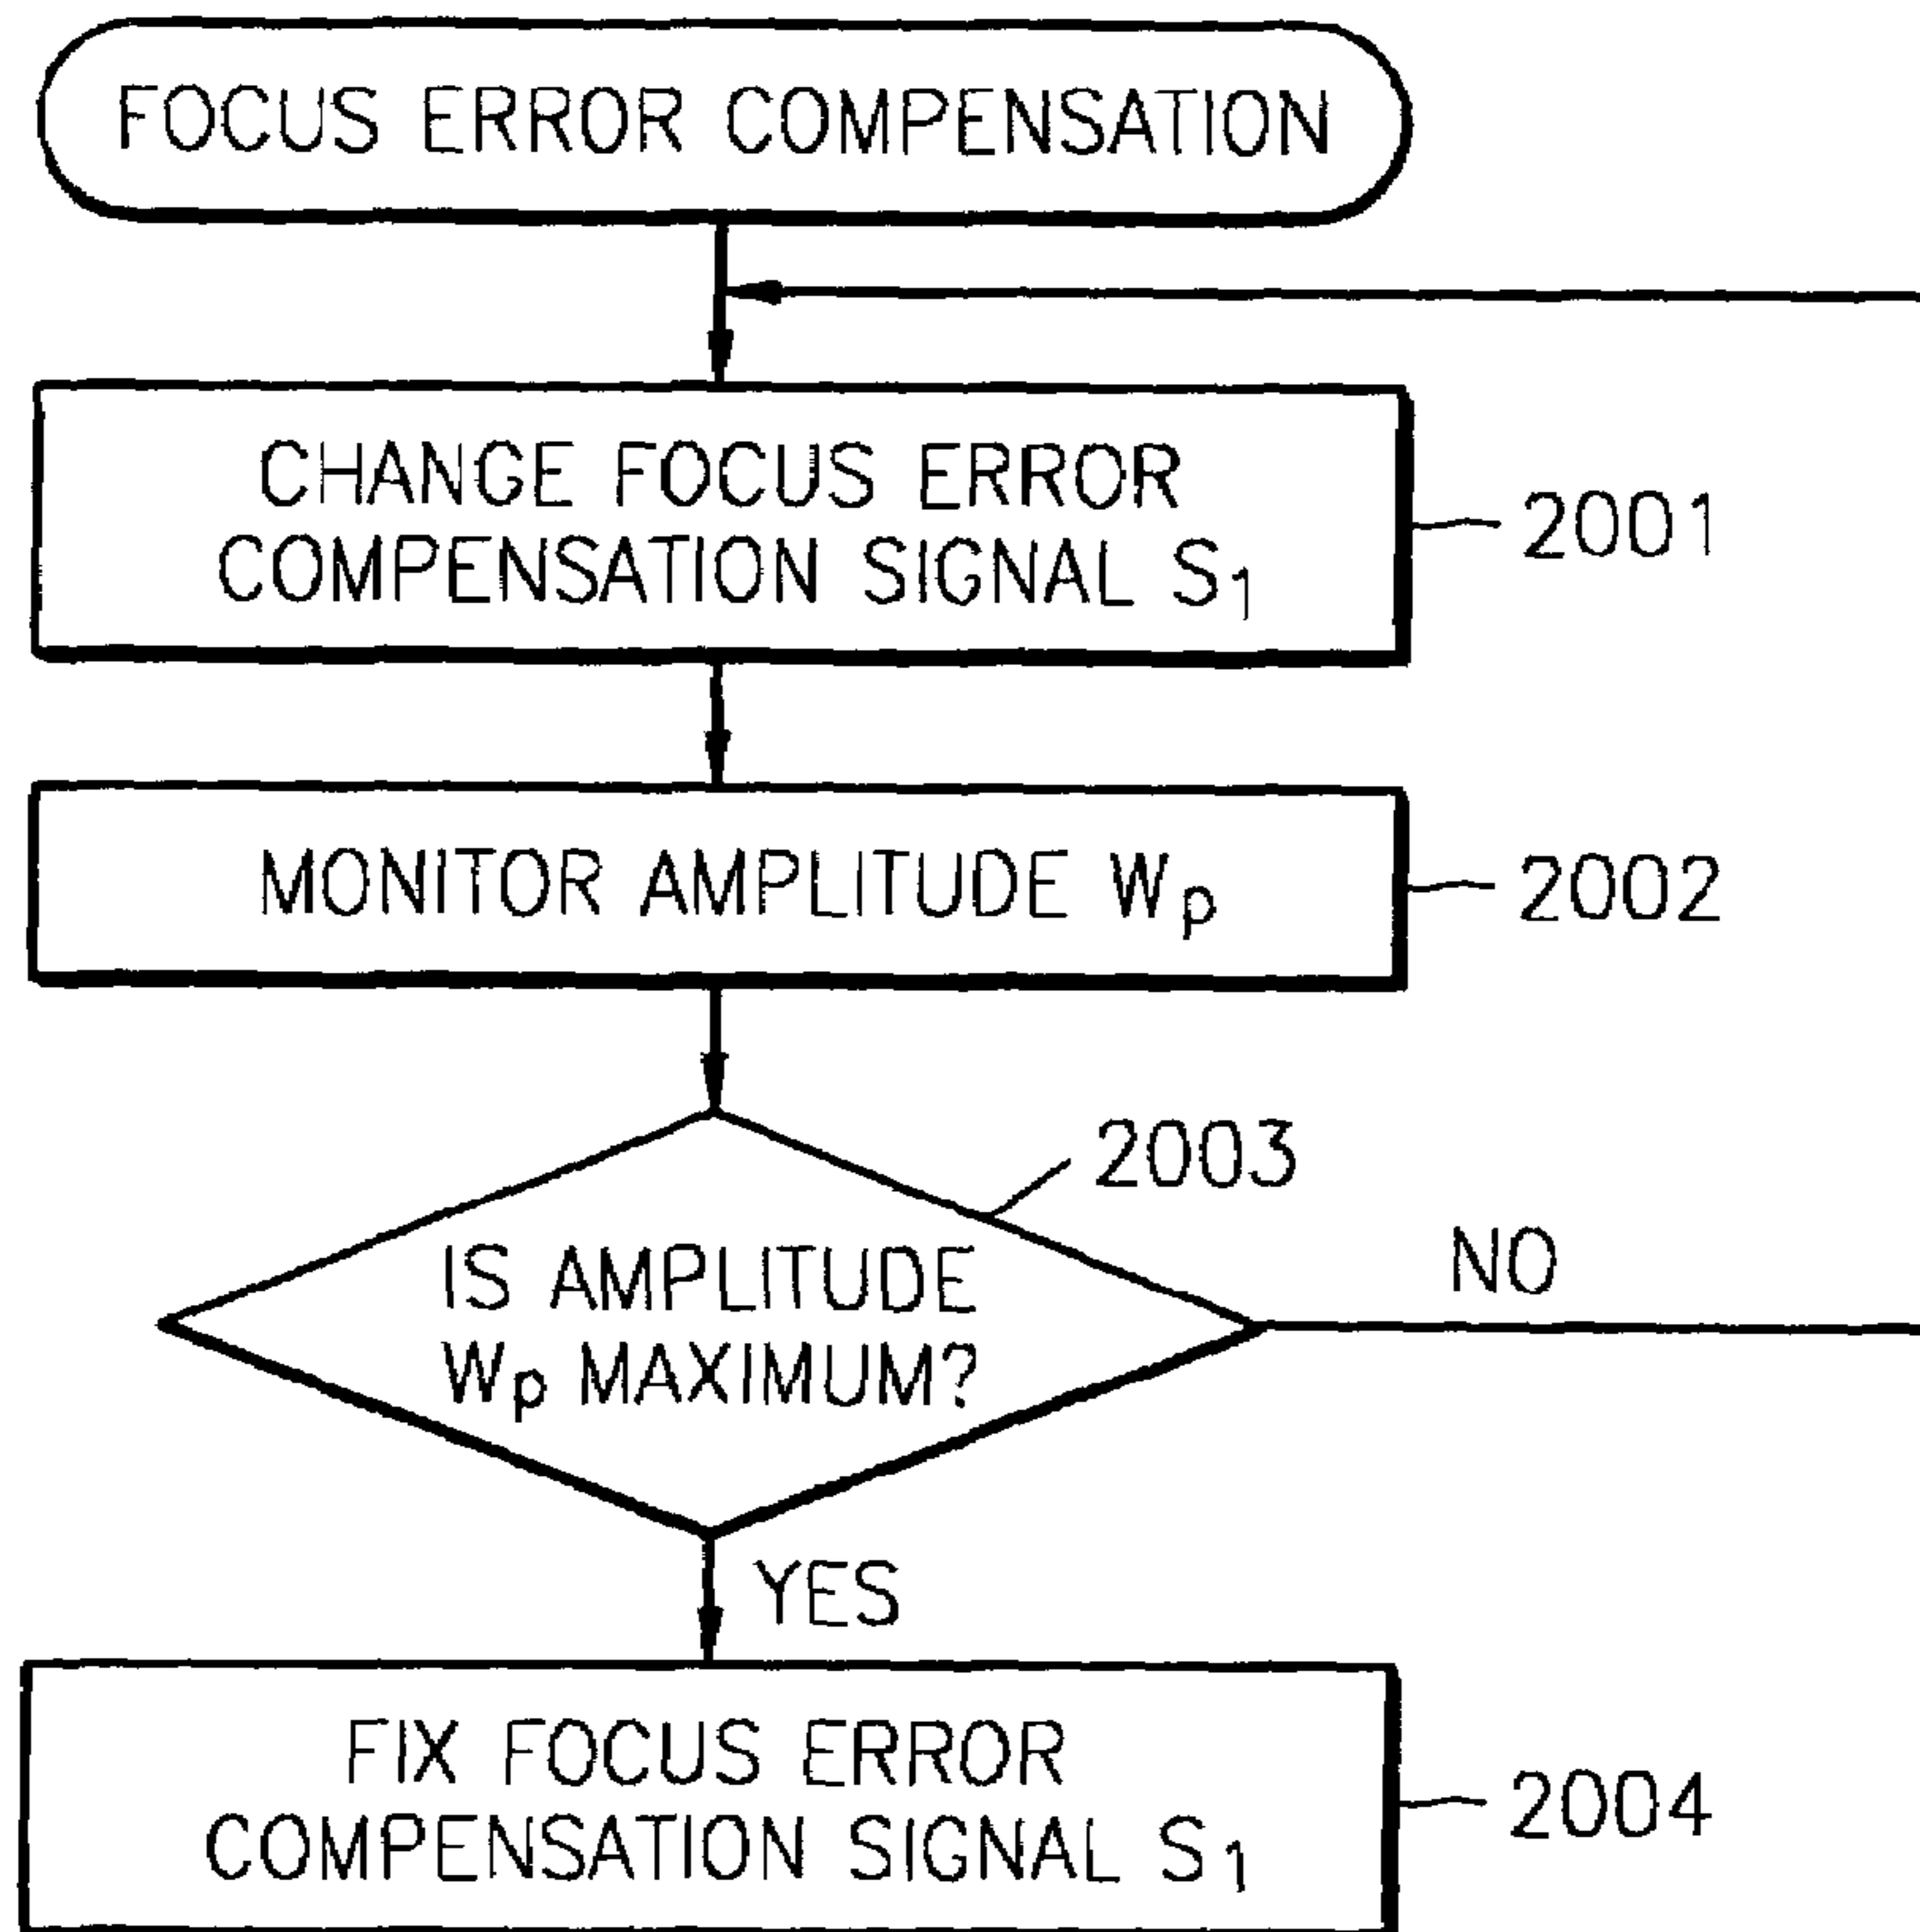 FOCUS ERROR COMPENSATION
CHANGE FOCUS ERROR
COMPENSATION SIGNAL S₁
2001
MONITOR AMPLITUDE Wₚ
2002
2003
IS AMPLITUDE
Wₚ MAXIMUM?
NO
YES
FIX FOCUS ERROR
COMPENSATION SIGNAL S₁
2004